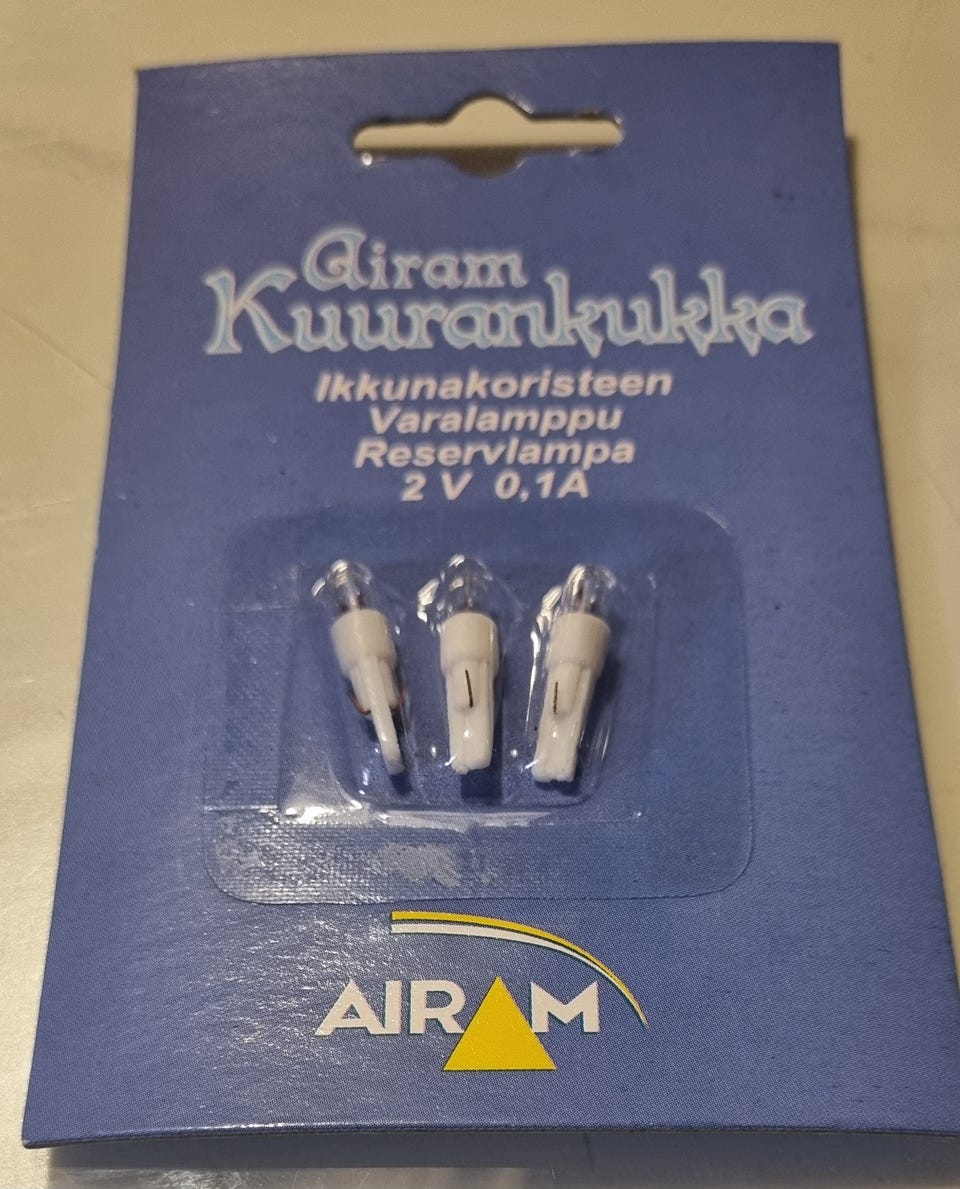 Airam
Kuurankukka
Ikkunakoristeen
Varalamppu
Reservlampa
2 V 0,1A
AIRAM